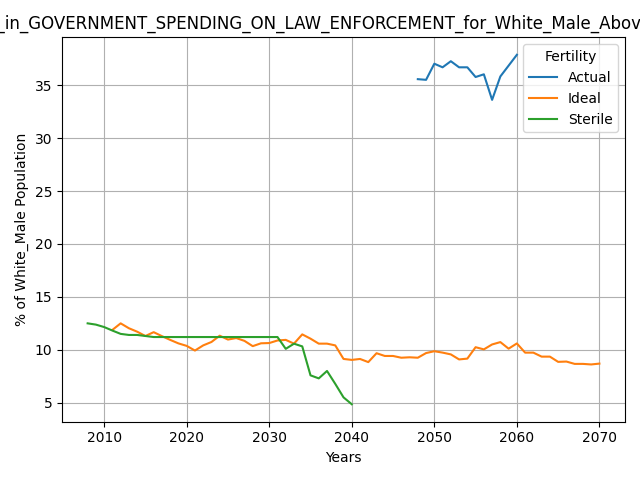 _in_GOVERNMENT_SPENDING_ON_LAW_ENFORCEMENT_for_White_Male_Abov
Fertility
Actual
Ideal
Sterile
% of White_Male Population
35
30
25
20
15
10
5
2010 2020 2030 2040 2050 2060 2070
Years